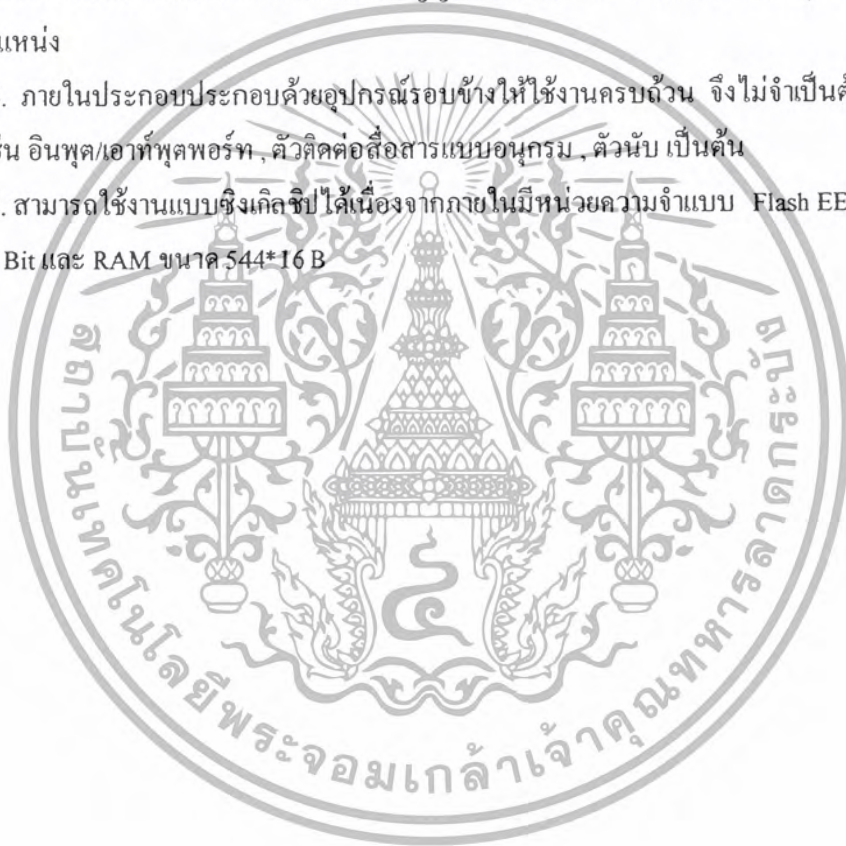 แหน่ง
. ภายในประกอบประกอบด้วยอุปกรณ์รอบข้างให้ใช้งานครบถ้วน จึงไม่จำเป็นต้
ช่น อินพุต/เอาท์พุตพอร์ท , ตัวติดต่อสื่อสารแบบอนุกรม , ตัวนับ เป็นต้น
. สามารถใช้งานแบบซิงเกิลชิปได้เนื่องจากภายในมีหน่วยความจำแบบ Flash EE
Bit และ RAM ขนาด 544*16 B
สถาบันเทคโนโลยีพระจอมเกล้าเจ้าคุณทหารลาดกระบัง